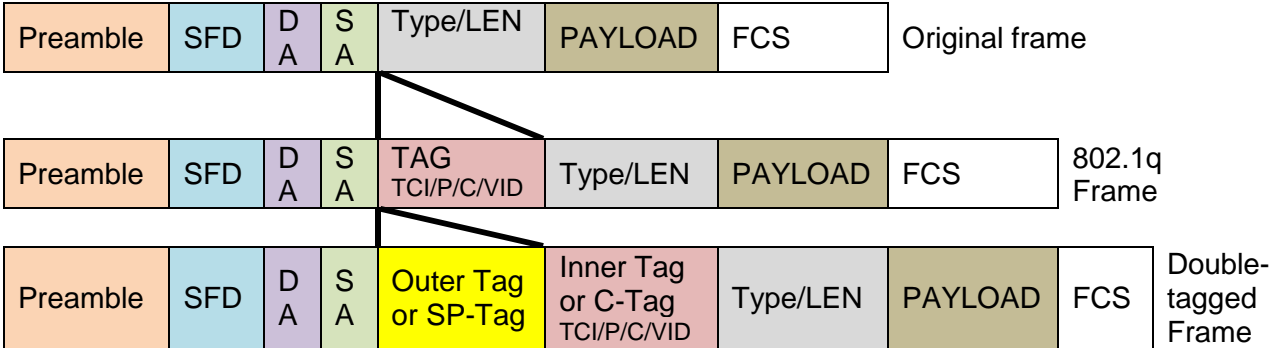 Preamble SFD D A S A Type/LEN PAYLOAD FCS Original frame
Preamble SFD D A S A TAG TCI/P/C/VID Type/LEN PAYLOAD FCS 802.1q Frame
Preamble SFD D A S A Outer Tag or SP-Tag Inner Tag or C-Tag TCI/P/C/VID Type/LEN PAYLOAD FCS Double-tagged Frame